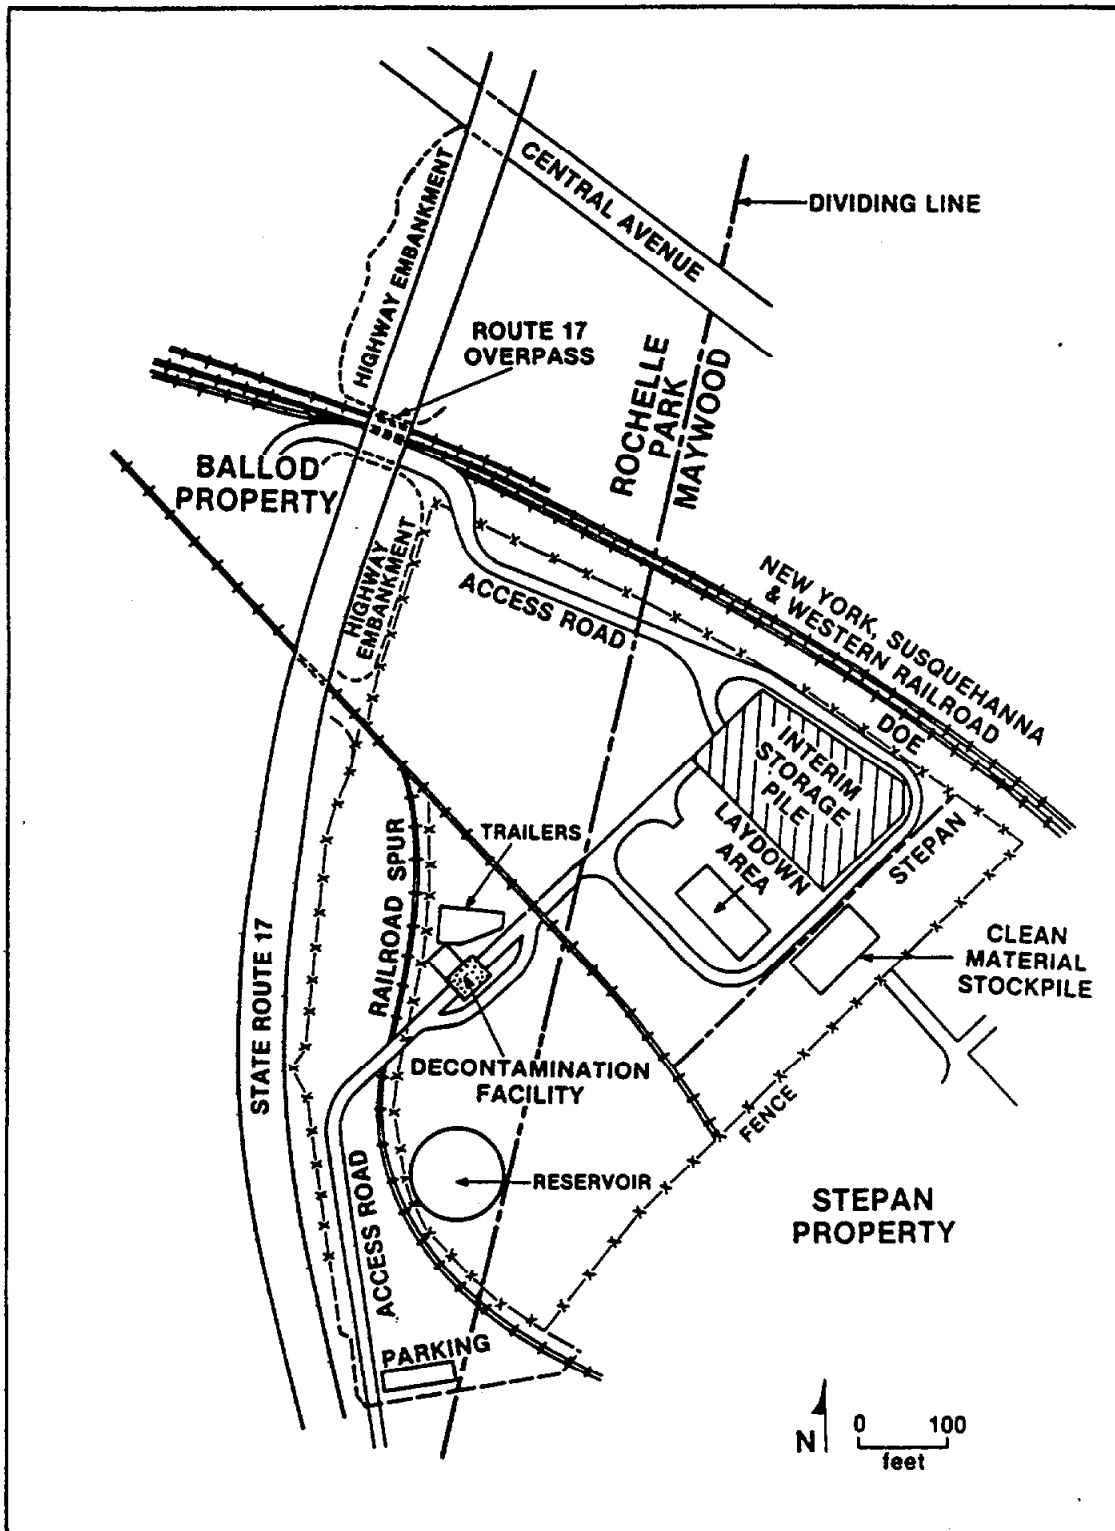 CENTRAL AVENUE
DIVIDING LINE
HIGHWAY EMBANKMENT
ROUTE 17
OVERPASS
ROCHELLE
PARK
MAYWOOD
BALLOD
PROPERTY
HIGHWAY
EMBANKMENT
ACCESS ROAD
NEW YORK, SUSQUEHANNA
& WESTERN RAILROAD
DOE
INTERIM
STORAGE
PILE
LAYDOWN
AREA
STEPAN
TRAILERS
RAILROAD SPUR
CLEAN
MATERIAL
STOCKPILE
STATE ROUTE 17
DECONTAMINATION
FACILITY
FENCE
RESERVOIR
ACCESS ROAD
STEPAN
PROPERTY
PARKING
N
0 100
feet